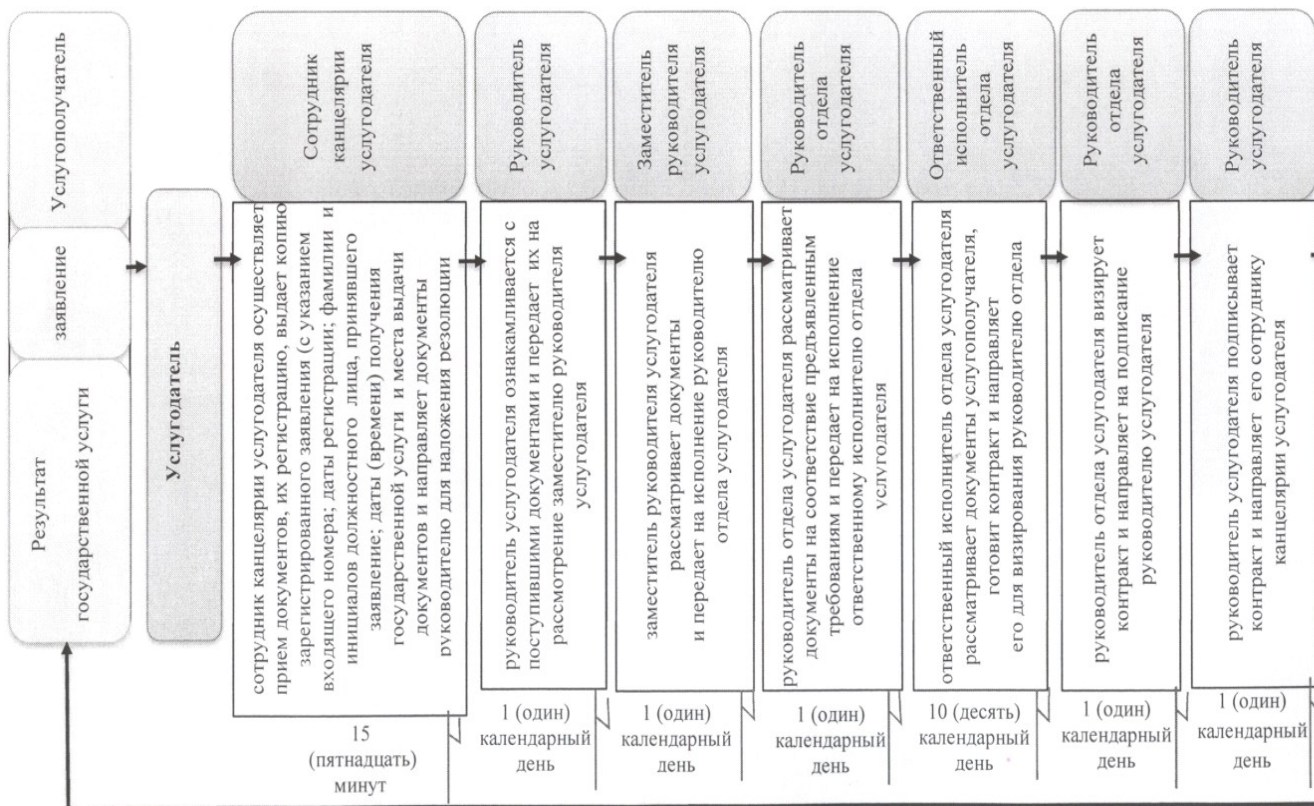 Услугополучатель
заявление
Результат
государственной услуги
Услугодатель
Сотрудник
канцелярии
услугодателя
сотрудник канцелярии услугодателя осуществляет
прием документов, их регистрацию, выдает копию
зарегистрированного заявления (с указанием
входящего номера; даты регистрации; фамилии и
инициалов должностного лица, принявшего
заявление; даты (времени) получения
государственной услуги и места выдачи
документов и направляет документы
руководителю для наложения резолюции
15
(пятнадцать)
минут
Руководитель
услугодателя
руководитель услугодателя ознакамливается с
поступившими документами и передает их на
рассмотрение заместителю руководителя
услугодателя
1 (один)
календарный
день
Заместитель
руководителя
услугодателя
заместитель руководителя услугодателя
рассматривает документы
и передает на исполнение руководителю
отдела услугодателя
1 (один)
календарный
день
Руководитель
отдела
услугодателя
руководитель отдела услугодателя рассматривает
документы на соответствие предъявленным
требованиям и передает на исполнение
ответственному исполнителю отдела
услугодателя
1 (один)
календарный
день
Ответственный
исполнитель
отдела
услугодателя
ответственный исполнитель отдела услугодателя
рассматривает документы услугополучателя,
готовит контракт и направляет
его для визирования руководителю отдела
10 (десять)
календарный
день
Руководитель
отдела
услугодателя
руководитель отдела услугодателя визирует
контракт и направляет на подписание
руководителю услугодателя
1 (один)
календарный
день
Руководитель
услугодателя
руководитель услугодателя подписывает
контракт и направляет его сотруднику
канцелярии услугодателя
1 (один)
календарный
день